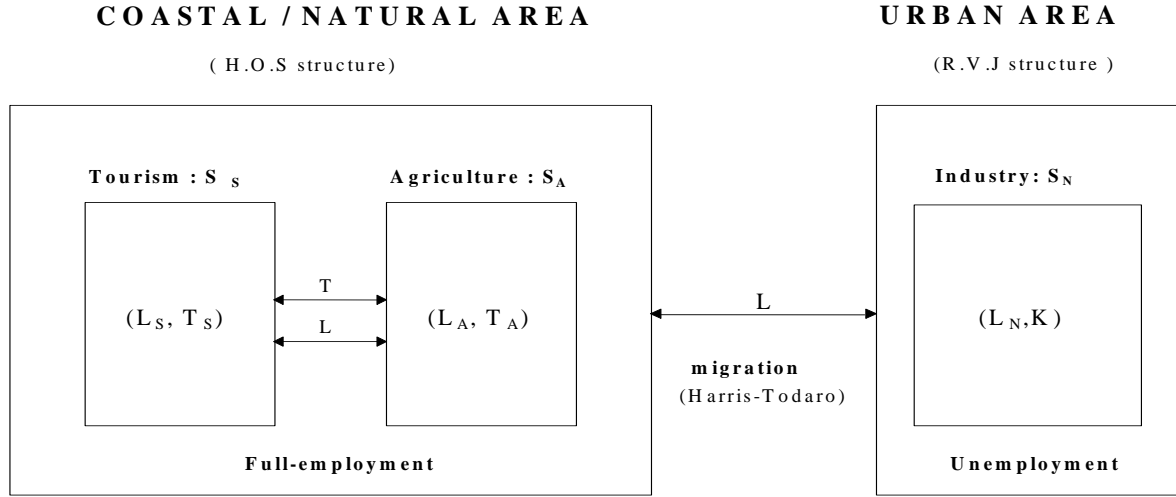 COASTAL / NATURAL AREA
URBAN AREA
( H.O.S structure)
(R.V.J structure )
Tourism : S S
Agriculture : SA
Industry: SN
T
(LS, TS)
L
(LA, TA)
L
(LN,K)
migration
(Harris-Todaro)
Full-employment
Unemployment